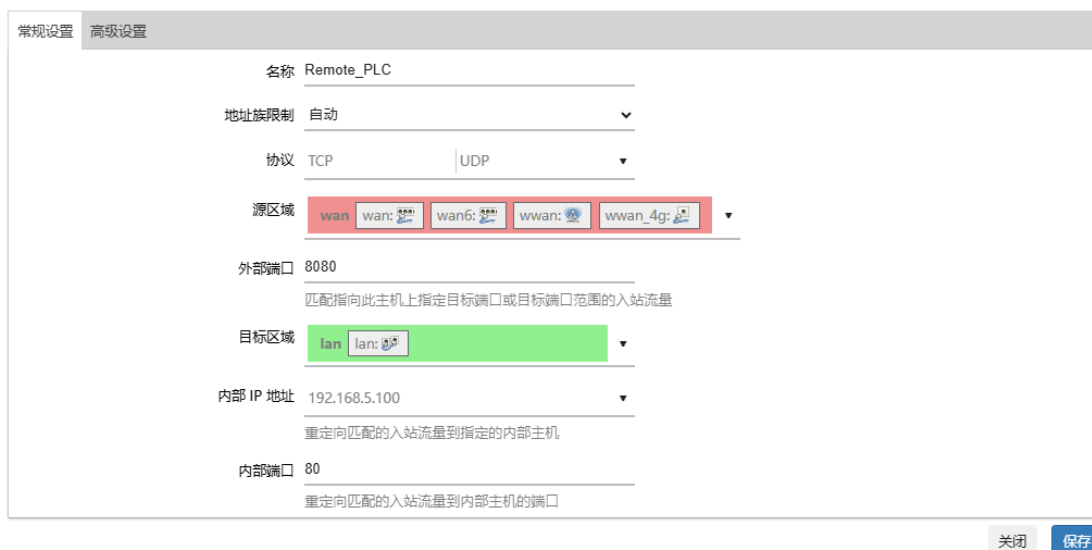 常规设置 高级设置
名称 Remote_PLC
地址族限制 自动
协议 TCP UDP
源区域 wan wan: wan6: wwan: wwan_4g:
外部端口 8080
匹配指向此主机上指定目标端口或目标端口范围的入站流量
目标区域 lan lan:
内部 IP 地址 192.168.5.100
重定向匹配的入站流量到指定的内部主机
内部端口 80
重定向匹配的入站流量到内部主机的端口
关闭 保存